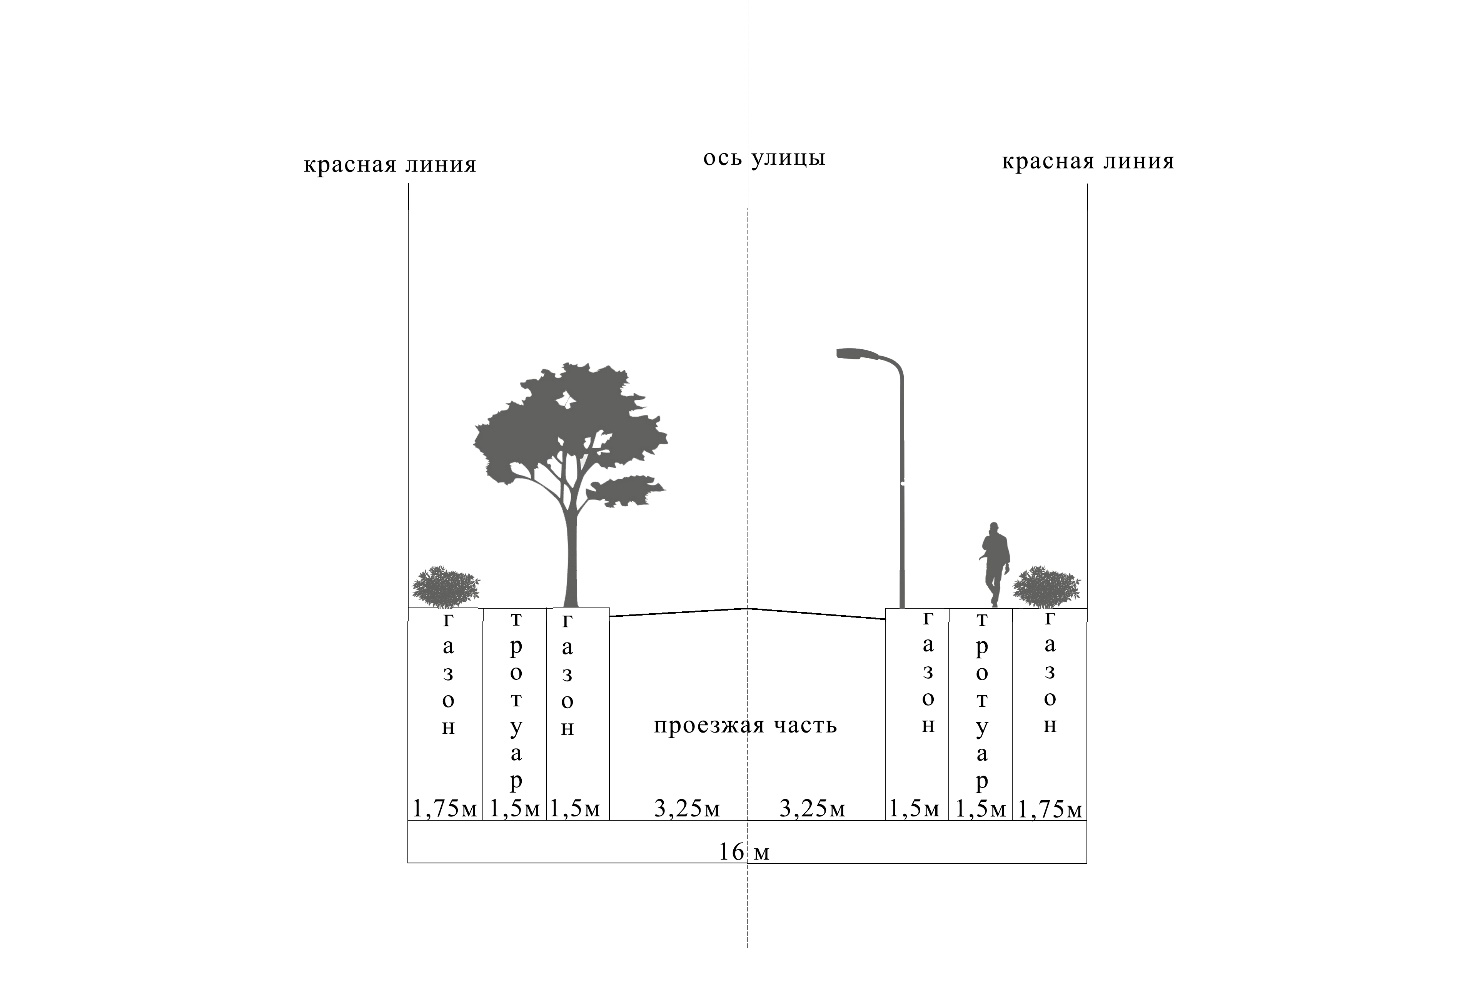 красная линия
ось улицы
красная линия
газон
тротуар
газон
проезжая часть
газон
тротуар
газон
1,75м
1,5м
1,5м
3,25м
3,25м
1,5м
1,5м
1,75м
16 м